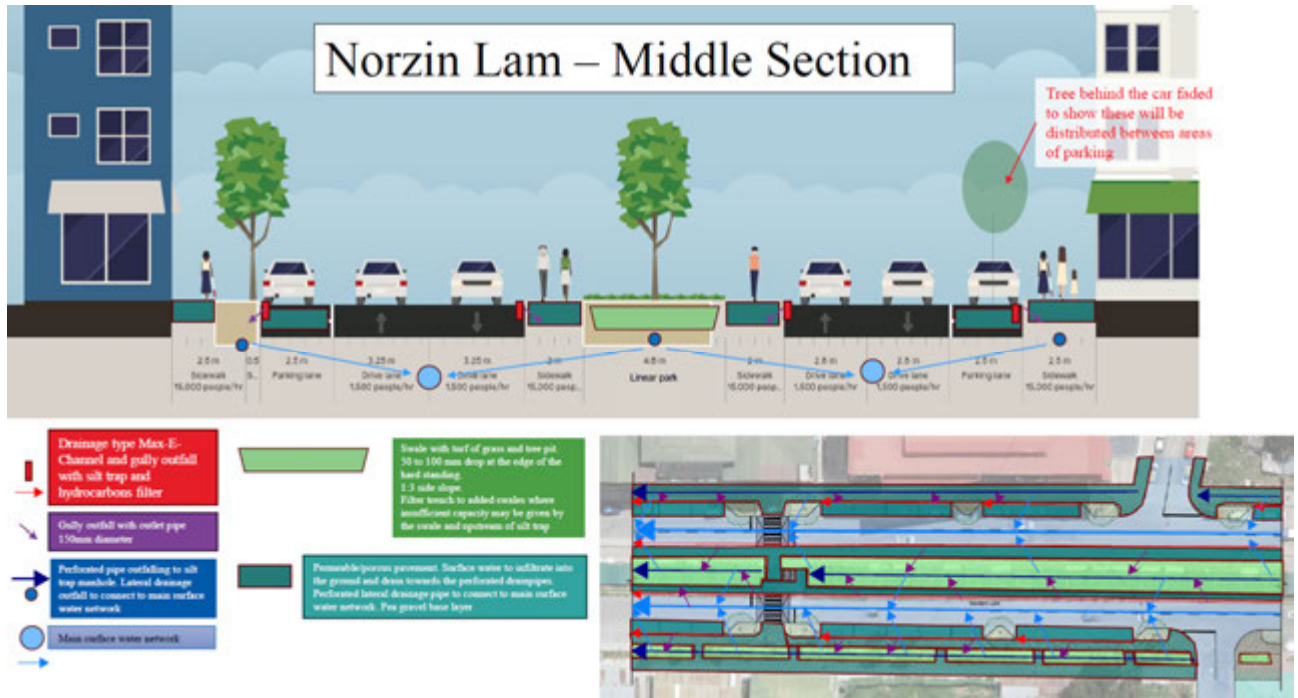 Norzin Lam – Middle Section
Tree behind the car faded
to show these will be
distributed between areas
of parking
2.5 m
0.5
2.5 m
3.25 m
3.25 m
2 m
4.8 m
2 m
2.8 m
2.8 m
2.5 m
2.5 m
Sidewalk
S...
Parking lane
Drive lane
Drive lane
Sidewalk
Linear park
Sidewalk
Drive lane
Drive lane
Parking lane
Sidewalk
15,000 people/hr
1,500 people/hr
1,500 people/hr
15,000 peop...
15,000 peop...
1,500 people/hr
1,500 people/hr
15,000 people/hr
Drainage type Max-E-
Channel and gully outfall
with silt trap and
hydrocarbons filter
Gully outfall with outlet pipe
150mm diameter
Perforated pipe outfalling to silt
trap manhole. Lateral drainage
outfall to connect to main surface
water network
Main surface water network
Swale with turf of grass and tree pit.
50 to 100 mm drop at the edge of the
hard standing.
1:3 side slope.
Filter trench to added swales where
insufficient capacity may be given by
the swale and upstream of silt trap
Permeable/porous pavement. Surface water to infiltrate into
the ground and drain towards the perforated drainpipes.
Perforated lateral drainage pipe to connect to main surface
water network. Pea gravel base layer